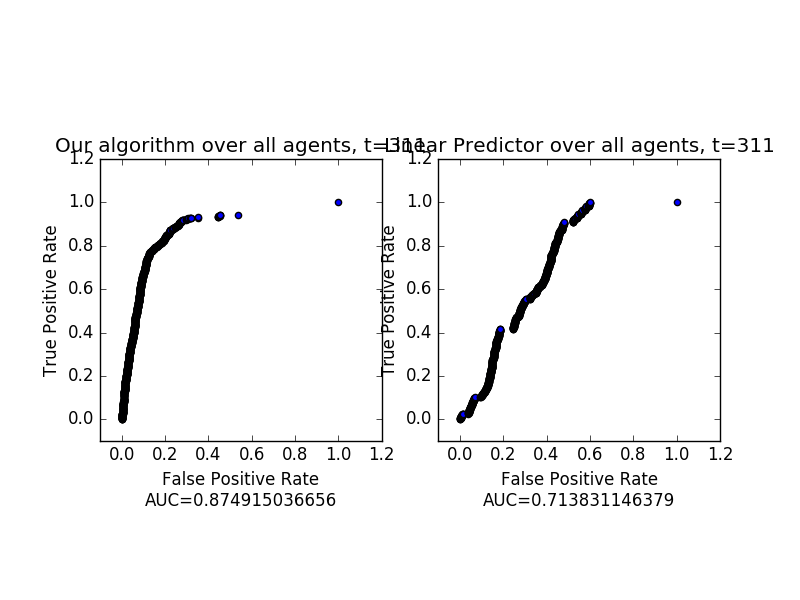 Our algorithm over all agents, t=311
Linear Predictor over all agents, t=311
True Positive Rate
1.2
1.0
0.8
0.6
0.4
0.2
0.0
0.0 0.2 0.4 0.6 0.8 1.0 1.2
False Positive Rate
AUC=0.874915036656
True Positive Rate
1.2
1.0
0.8
0.6
0.4
0.2
0.0
0.0 0.2 0.4 0.6 0.8 1.0 1.2
False Positive Rate
AUC=0.713831146379